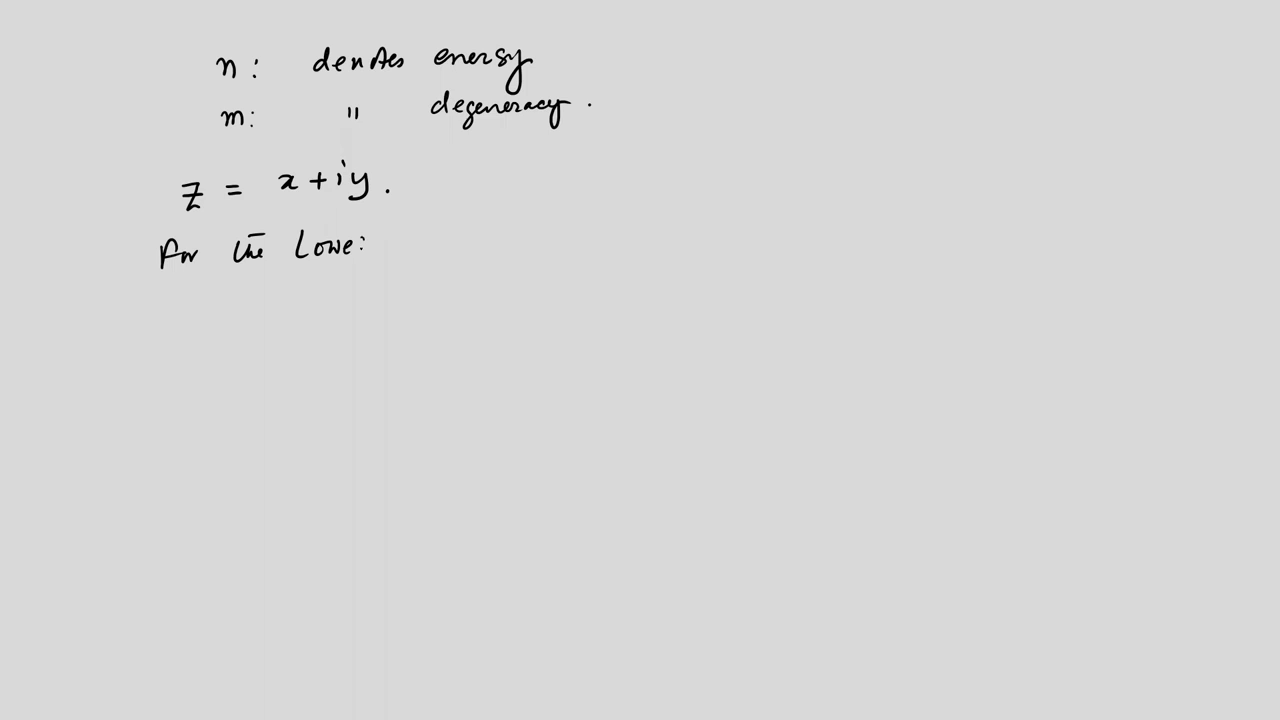 n: denotes energy
m: " degeneracy.
z = x + iy.
For the Lowe: